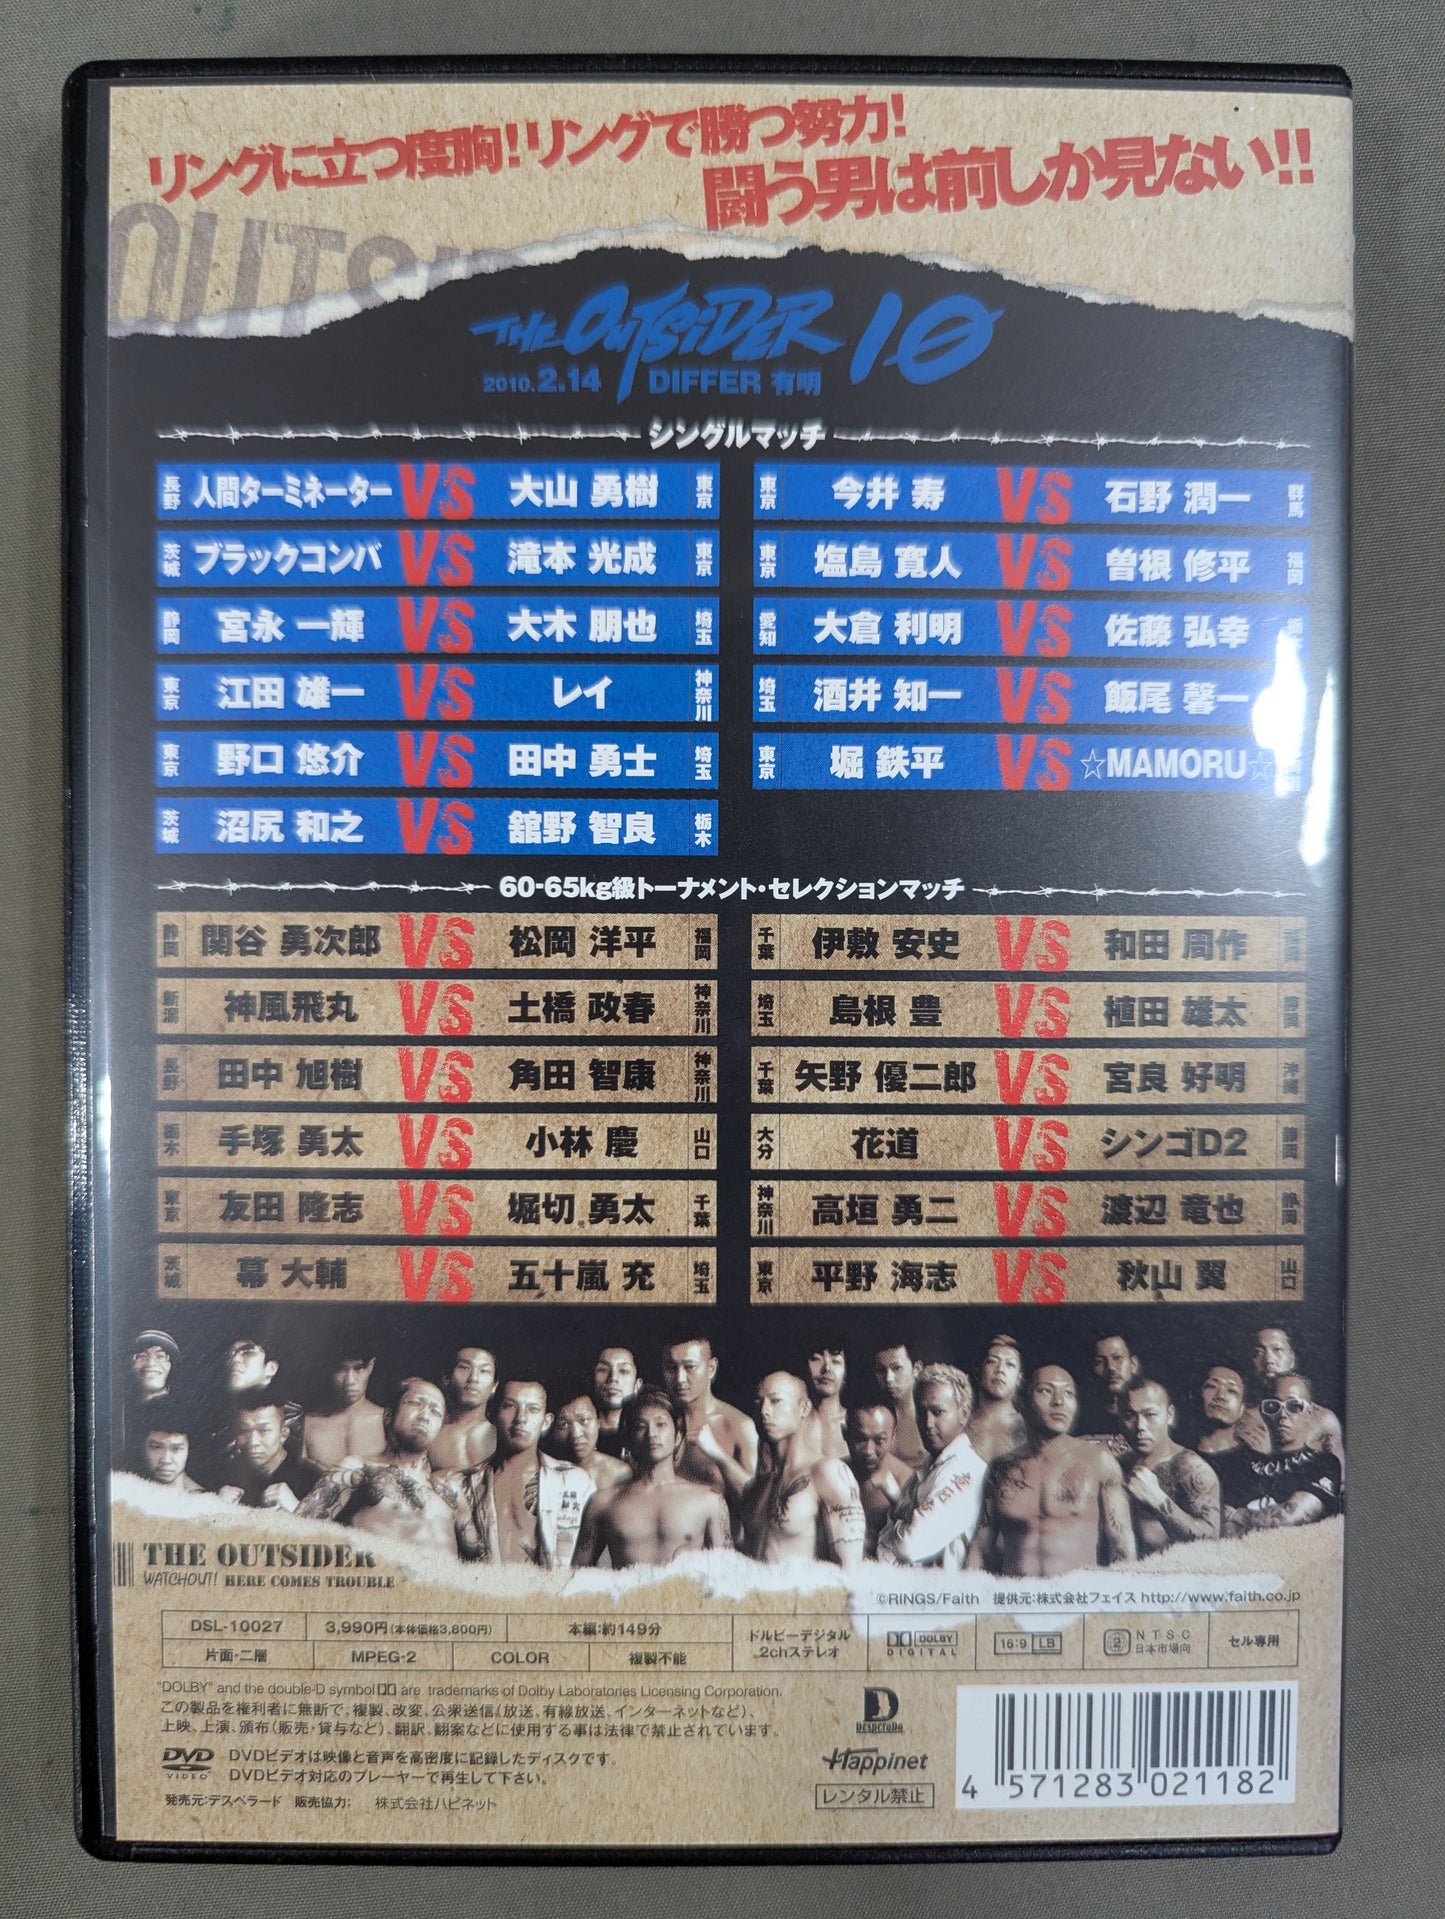 リングに立つ度胸!リングで勝つ努力!
闘う男は前しか見ない!!
THE OUTSIDER 10
2010.2.14 DIFFER 有明
シングルマッチ
長野 人間ターミネーター VS 大山 勇樹 東京
茨城 ブラックコンバ VS 滝本 光成 東京
静岡 宮永 一輝 VS 大木 朋也 埼玉
東京 江田 雄一 VS レイ 神奈川
東京 野口 悠介 VS 田中 勇士 埼玉
茨城 沼尻 和之 VS 舘野 智良 栃木
東京 今井 寿 VS 石野 潤一 群馬
東京 塩島 寛人 VS 曽根 修平 福岡
愛知 大倉 利明 VS 佐藤 弘幸
埼玉 酒井 知一 VS 飯尾 馨一
東京 堀 鉄平 VS ☆MAMORU☆
60-65kg級トーナメント・セレクションマッチ
静岡 関谷 勇次郎 VS 松岡 洋平 福岡
新潟 神風飛丸 VS 土橋 政春 神奈川
長野 田中 旭樹 VS 角田 智康 神奈川
栃木 手塚 勇太 VS 小林 慶 山口
東京 友田 隆志 VS 堀切 勇太 千葉
茨城 幕 大輔 VS 五十嵐 充 埼玉
千葉 伊敷 安史 VS 和田 周作
埼玉 島根 豊 VS 植田 雄太 静岡
千葉 矢野 優二郎 VS 宮良 好明 沖縄
大分 花道 VS シンゴD2 静岡
神奈川 高垣 勇二 VS 渡辺 竜也 静岡
東京 平野 海志 VS 秋山 翼 山口
THE OUTSIDER
WATCHOUT! HERE COMES TROUBLE
©RINGS/Faith 提供元:株式会社フェイス http://www.faith.co.jp
DSL-10027 3,990円(本体価格3,800円) 本編:約149分
片面・二層 MPEG-2 COLOR 複製不能
ドルビーデジタル
2chステレオ
DOLBY
DIGITAL
16:9 LB
2 NTSC
日本市場向
セル専用
"DOLBY" and the double-D symbol are trademarks of Dolby Laboratories Licensing Corporation.
この製品を権利者に無断で、複製、改変、公衆送信(放送、有線放送、インターネットなど)、
上映、上演、頒布(販売・貸与など)、翻訳、翻案などに使用する事は法律で禁止されています。
DVD VIDEO
DVDビデオは映像と音声を高密度に記録したディスクです。
DVDビデオ対応のプレーヤーで再生して下さい。
発売元:デスペラード 販売協力: 株式会社ハピネット
D
Desperado
Happinet
レンタル禁止
4 571283 021182